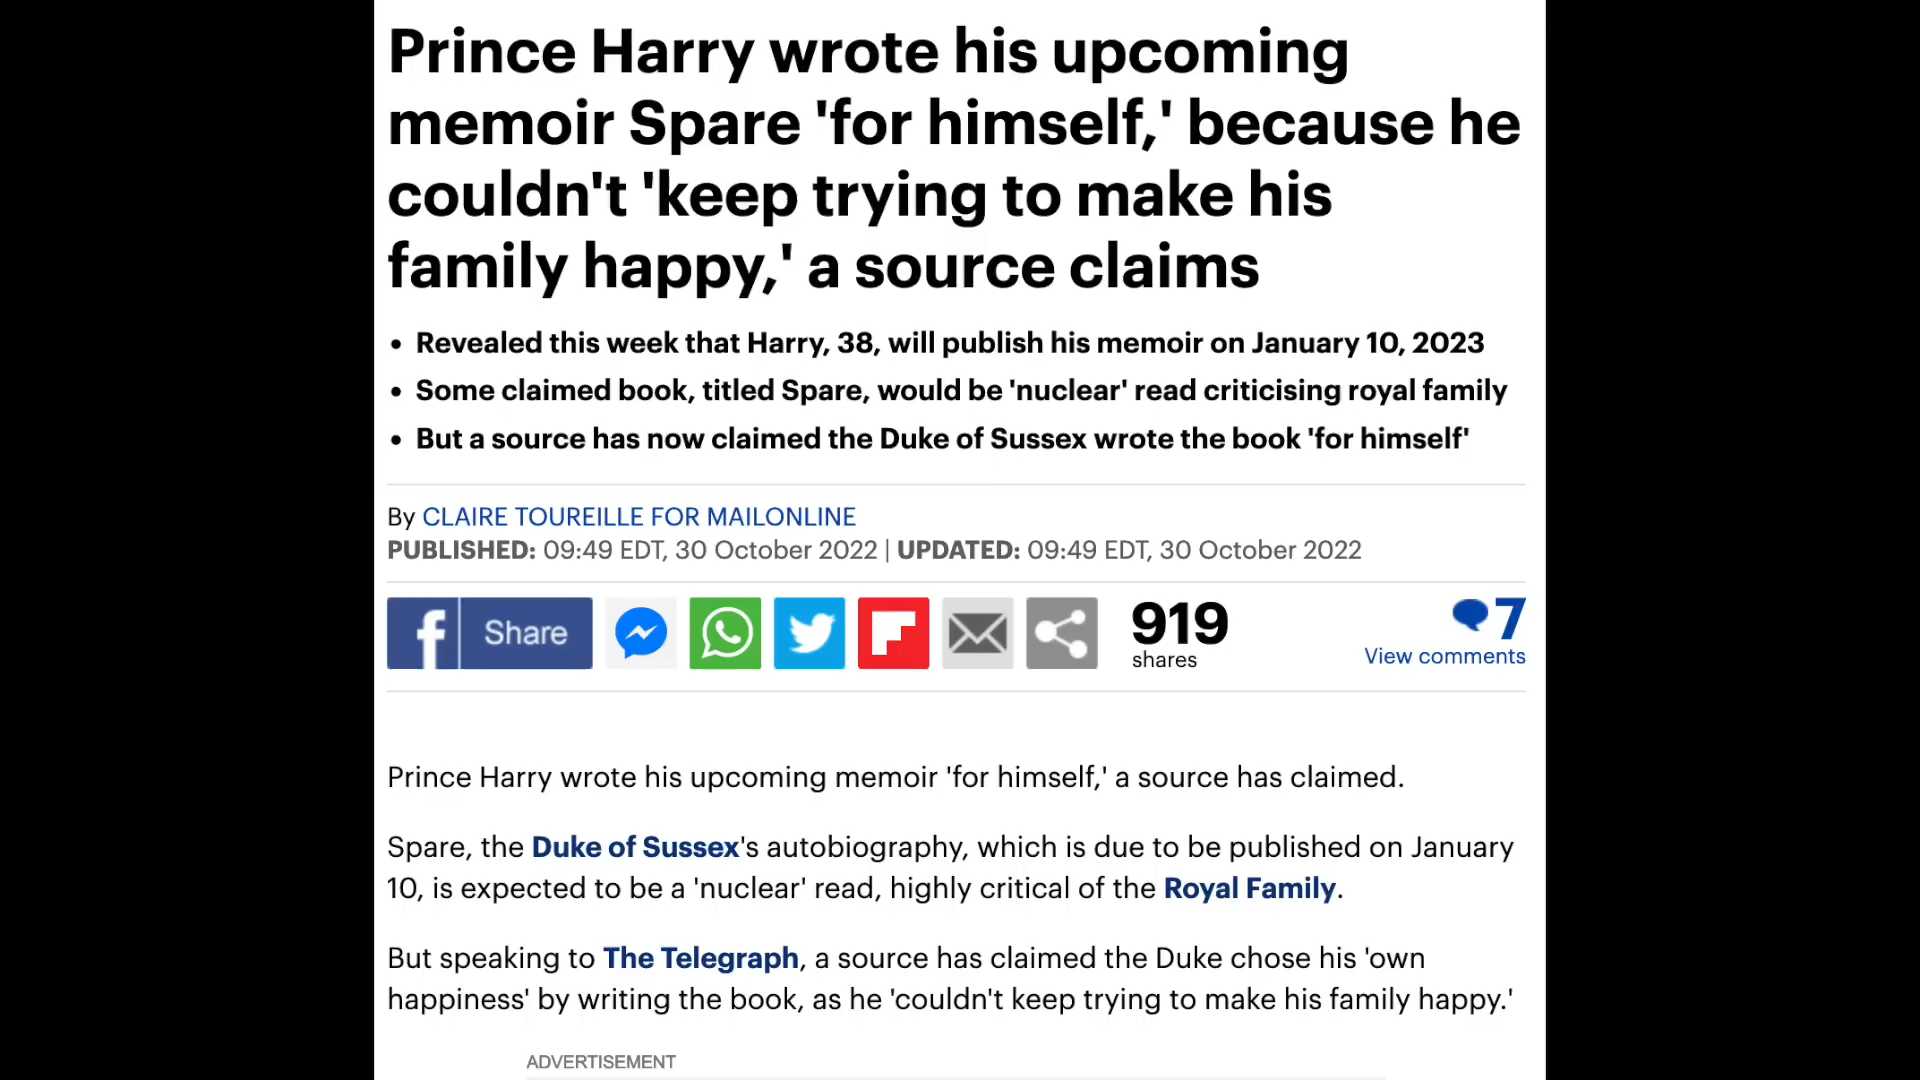 Prince Harry wrote his upcoming
memoir Spare 'for himself,' because he
couldn't 'keep trying to make his
family happy,' a source claims
• Revealed this week that Harry, 38, will publish his memoir on January 10, 2023
• Some claimed book, titled Spare, would be 'nuclear' read criticising royal family
• But a source has now claimed the Duke of Sussex wrote the book 'for himself'
By CLAIRE TOUREILLE FOR MAILONLINE
PUBLISHED: 09:49 EDT, 30 October 2022 | UPDATED: 09:49 EDT, 30 October 2022
f Share
919
shares
7
View comments
Prince Harry wrote his upcoming memoir 'for himself,' a source has claimed.
Spare, the Duke of Sussex's autobiography, which is due to be published on January
10, is expected to be a 'nuclear' read, highly critical of the Royal Family.
But speaking to The Telegraph, a source has claimed the Duke chose his 'own
happiness' by writing the book, as he 'couldn't keep trying to make his family happy.'
ADVERTISEMENT